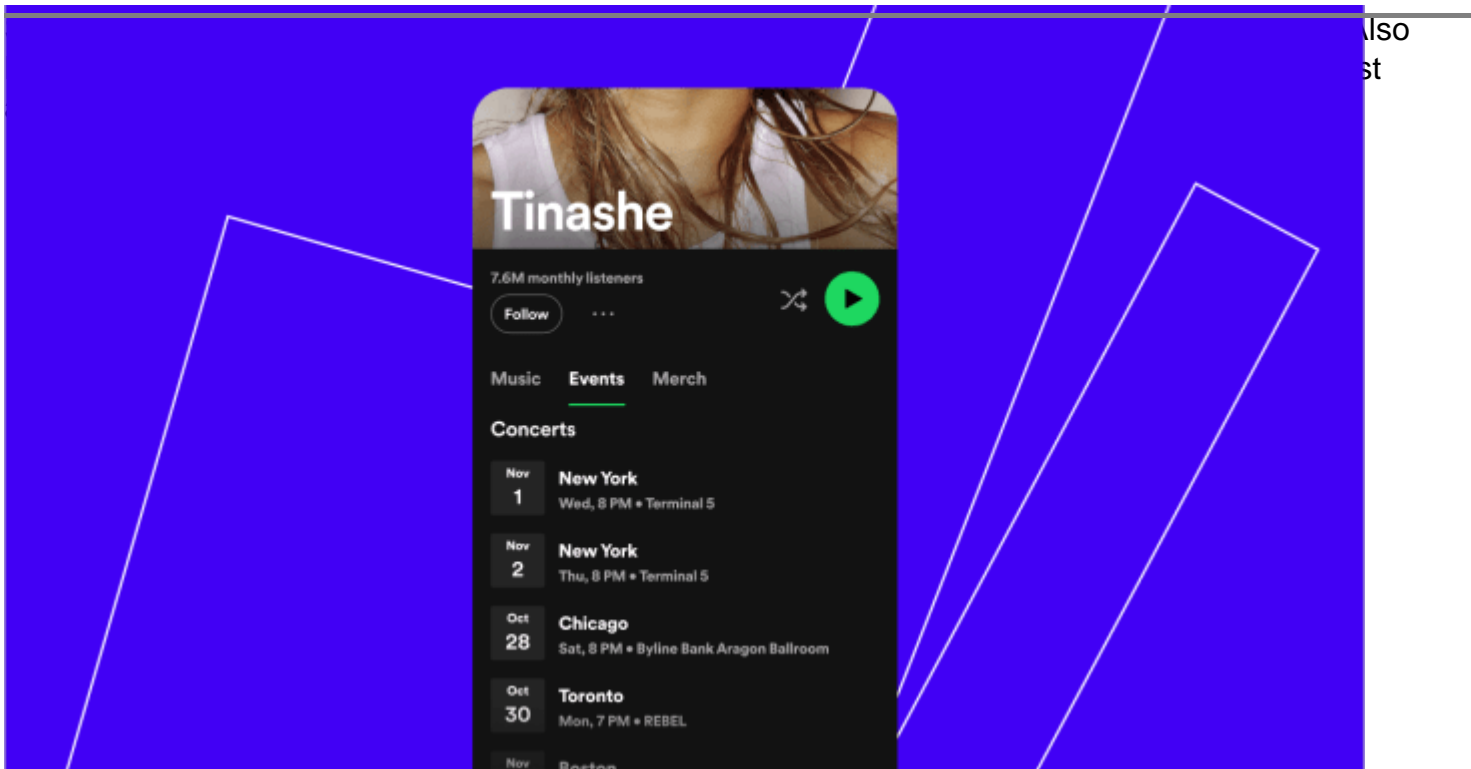 Also
st
Tinashe
7.6M monthly listeners
Follow
Music Events Merch
Concerts
Nov
1
New York
Wed, 8 PM • Terminal 5
Nov
2
New York
Thu, 8 PM • Terminal 5
Oct
28
Chicago
Sat, 8 PM • Byline Bank Aragon Ballroom
Oct
30
Toronto
Mon, 7 PM • REBEL
Nov
Boston